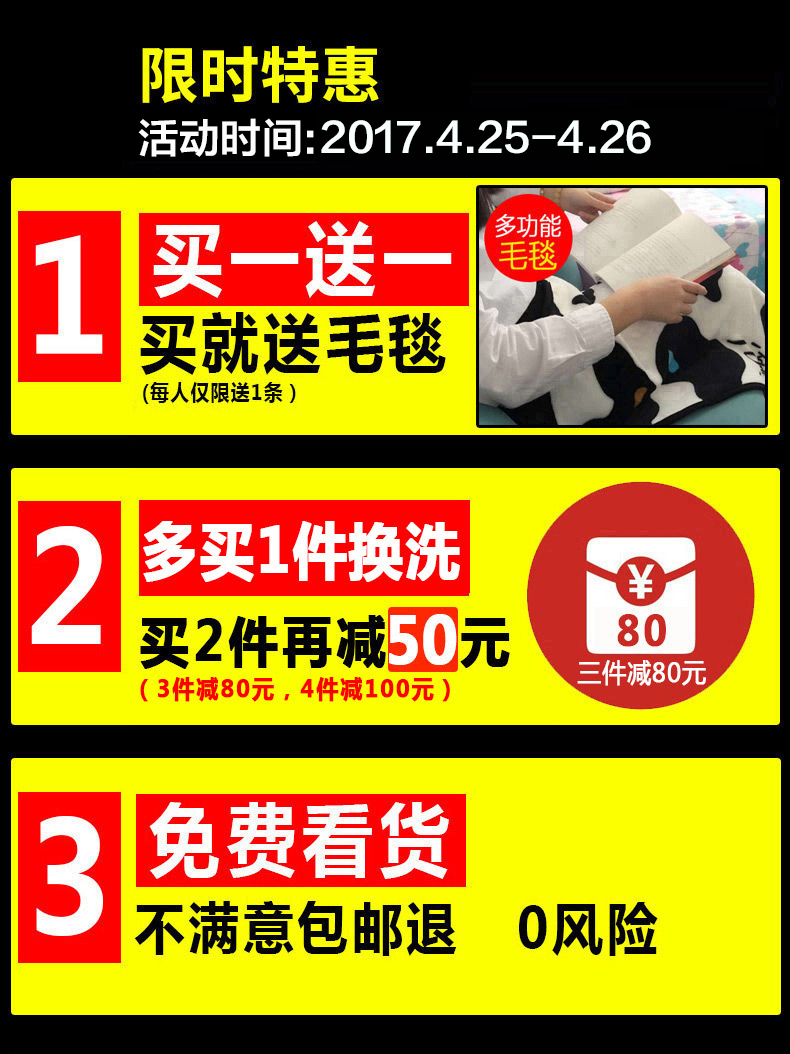 限时特惠
活动时间:2017.4.25-4.26
1
买一送一
买就送毛毯
(每人仅限送1条)
多功能
毛毯
2
多买1件换洗
买2件再减50元
(3件减80元，4件减100元)
¥
80
三件减80元
3
免费看货
不满意包邮退 0风险